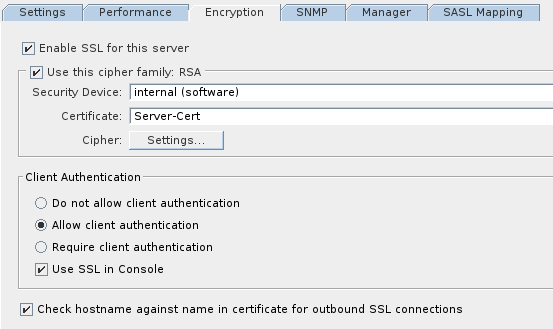 Settings Performance Encryption SNMP Manager SASL Mapping
Enable SSL for this server
Use this cipher family: RSA
Security Device: internal (software)
Certificate: Server-Cert
Cipher: Settings...
Client Authentication
Do not allow client authentication
Allow client authentication
Require client authentication
Use SSL in Console
Check hostname against name in certificate for outbound SSL connections